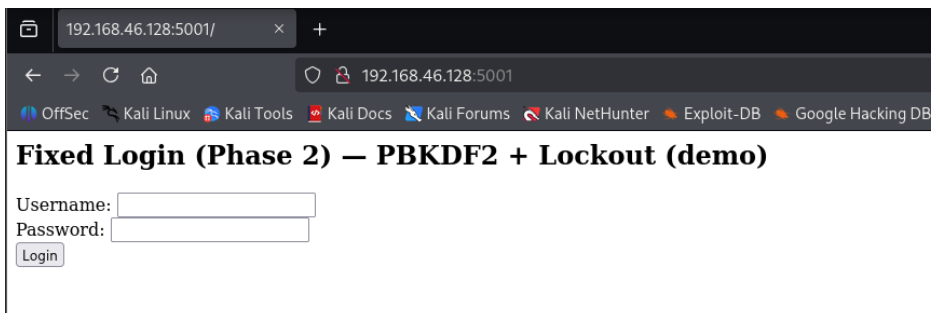 192.168.46.128:5001/
192.168.46.128:5001
OffSec Kali Linux Kali Tools Kali Docs Kali Forums Kali NetHunter Exploit-DB Google Hacking DB
Fixed Login (Phase 2) — PBKDF2 + Lockout (demo)
Username:
Password:
Login